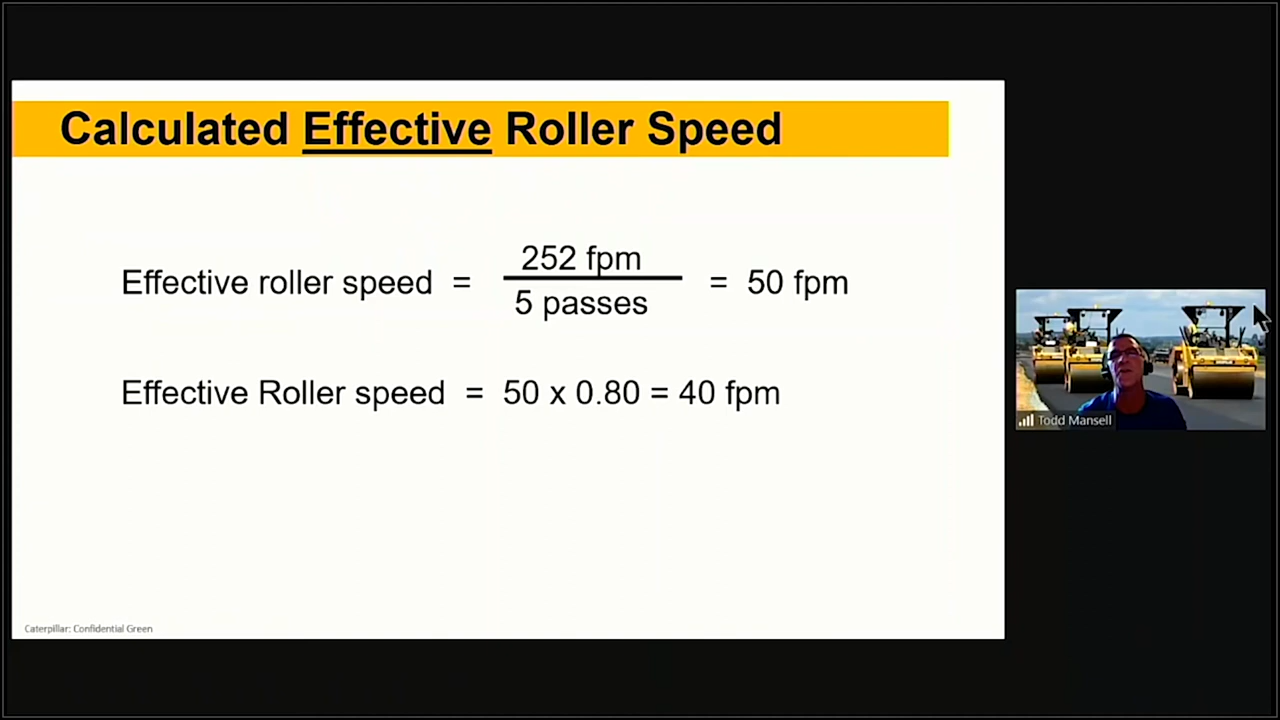 Calculated Effective Roller Speed
252 fpm
Effective roller speed = = 50 fpm
5 passes
Effective Roller speed = 50 x 0.80 = 40 fpm
Todd Mansell
Caterpillar: Confidential Green